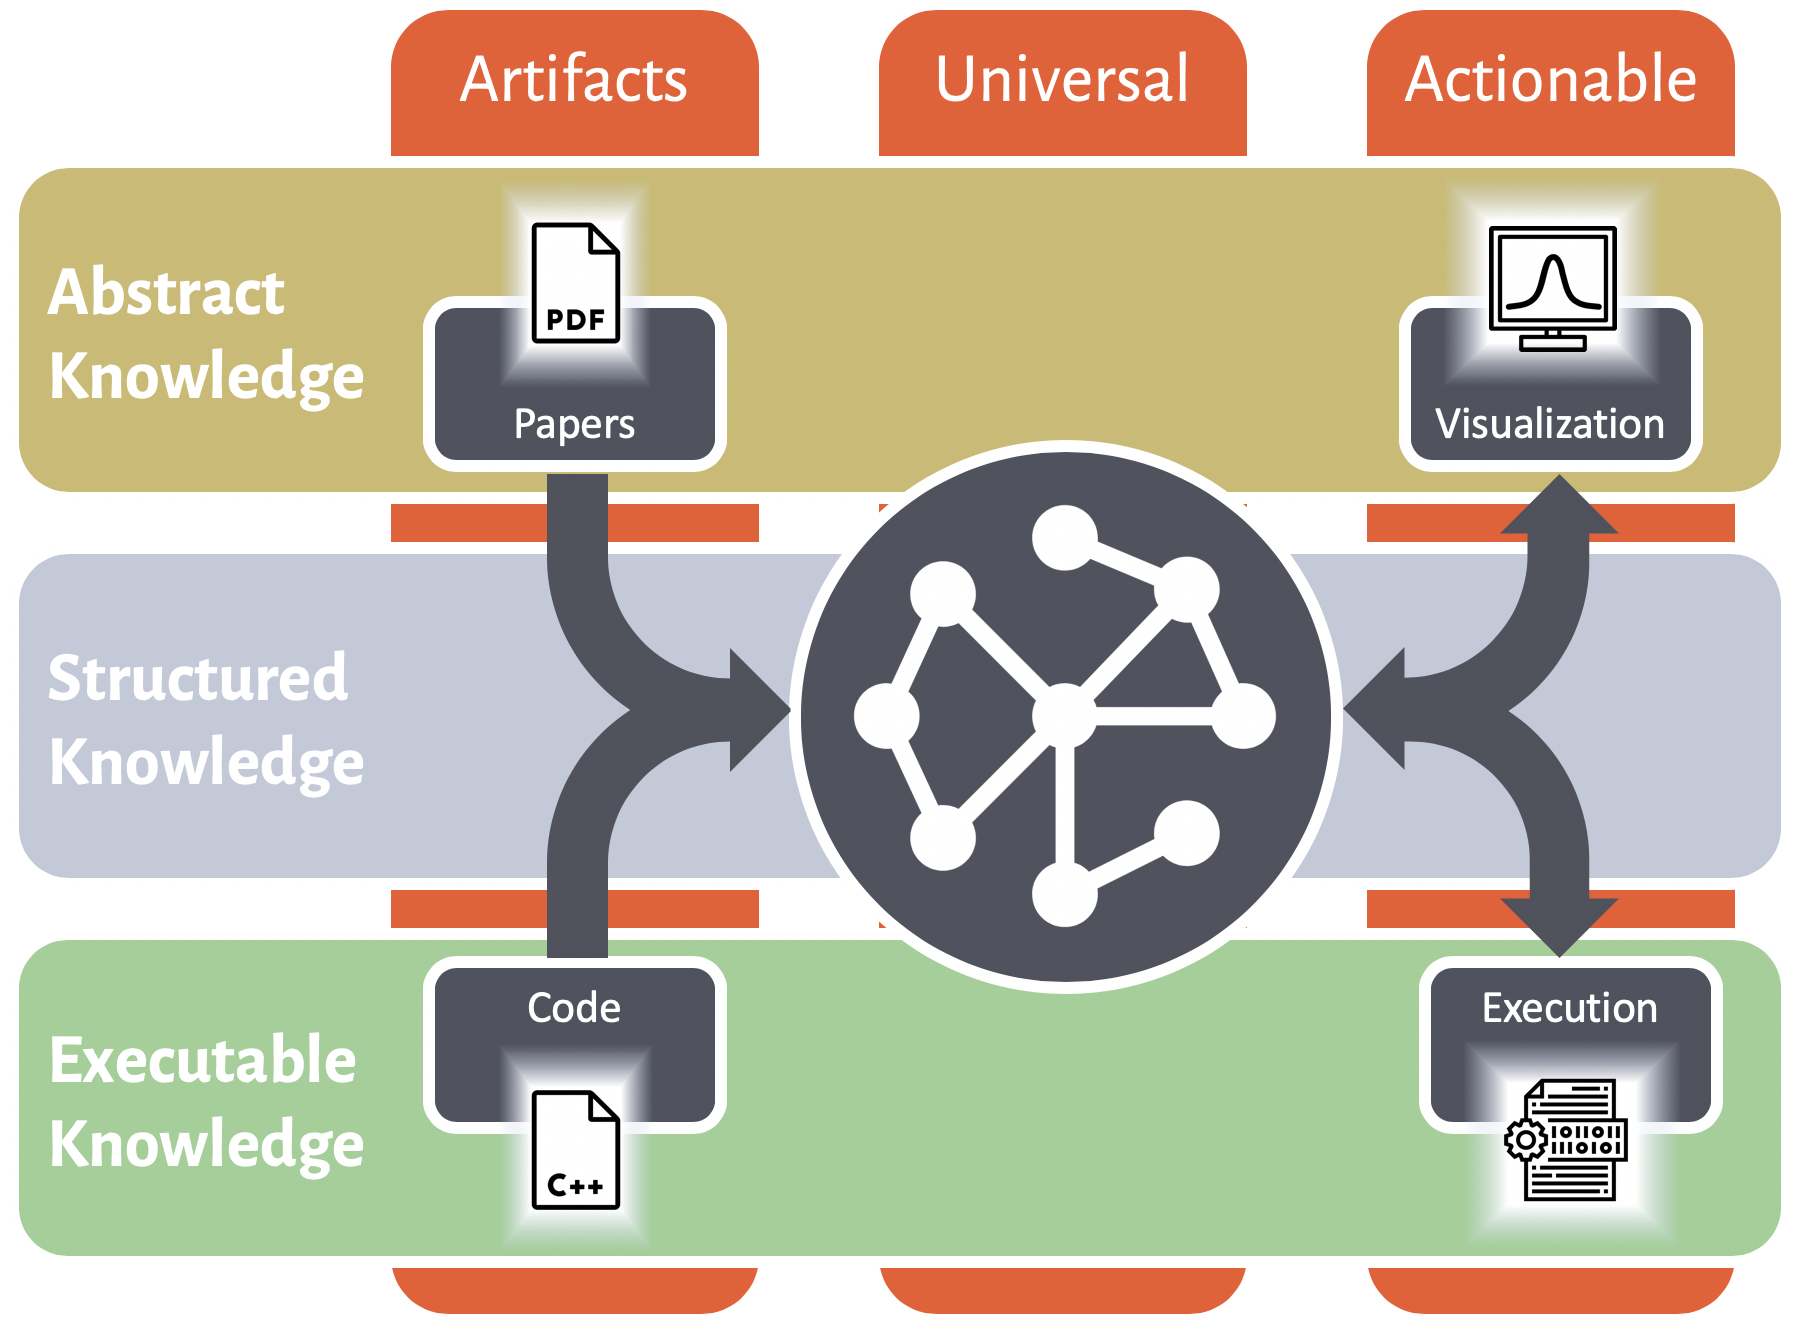 Artifacts
Universal
Actionable
Abstract
Knowledge
PDF
Papers
Visualization
Structured
Knowledge
Executable
Knowledge
Code
C++
Execution